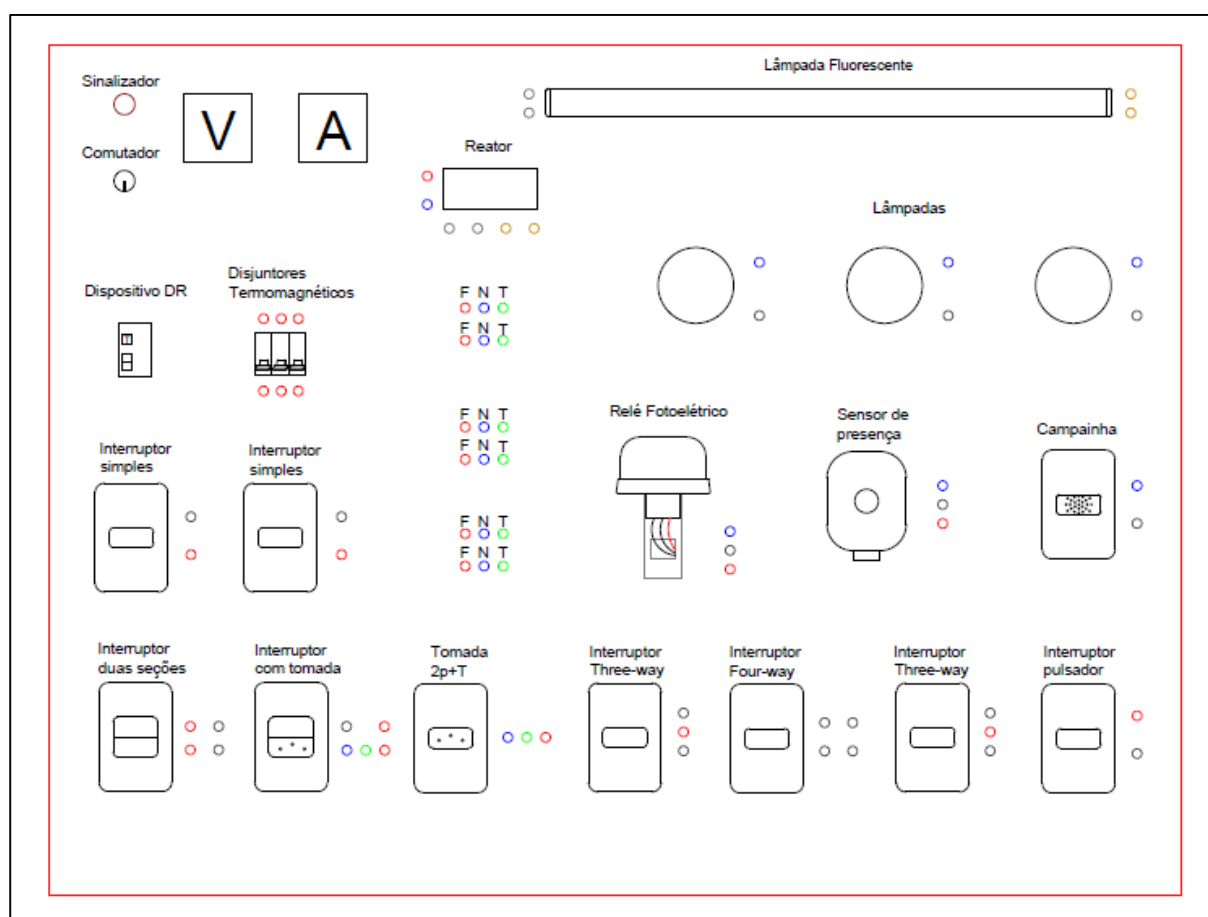 Sinalizador
Lâmpada Fluorescente
V
A
Comutador
Reator
Lâmpadas
Dispositivo DR
Disjuntores
Termomagnéticos
F N T
F N T
Relé Fotoelétrico
Sensor de
presença
Campainha
F N T
F N T
Interruptor
simples
Interruptor
simples
F N T
F N T
Interruptor
duas seções
Interruptor
com tomada
Tomada
2p+T
Interruptor
Three-way
Interruptor
Four-way
Interruptor
Three-way
Interruptor
pulsador